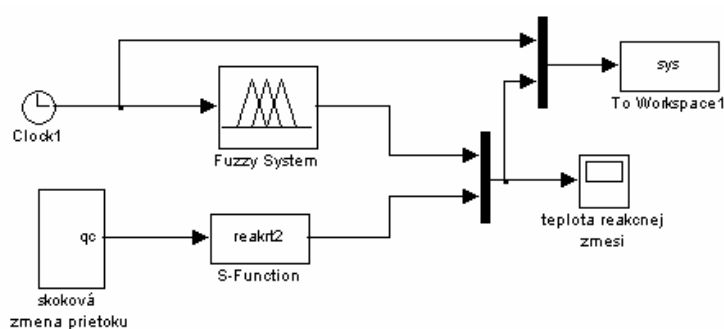 sys
To Workspace1
Clock1
Fuzzy System
qc
reakrt2
S-Function
teplota reakcnej
zmesi
skoková
zmena prietoku